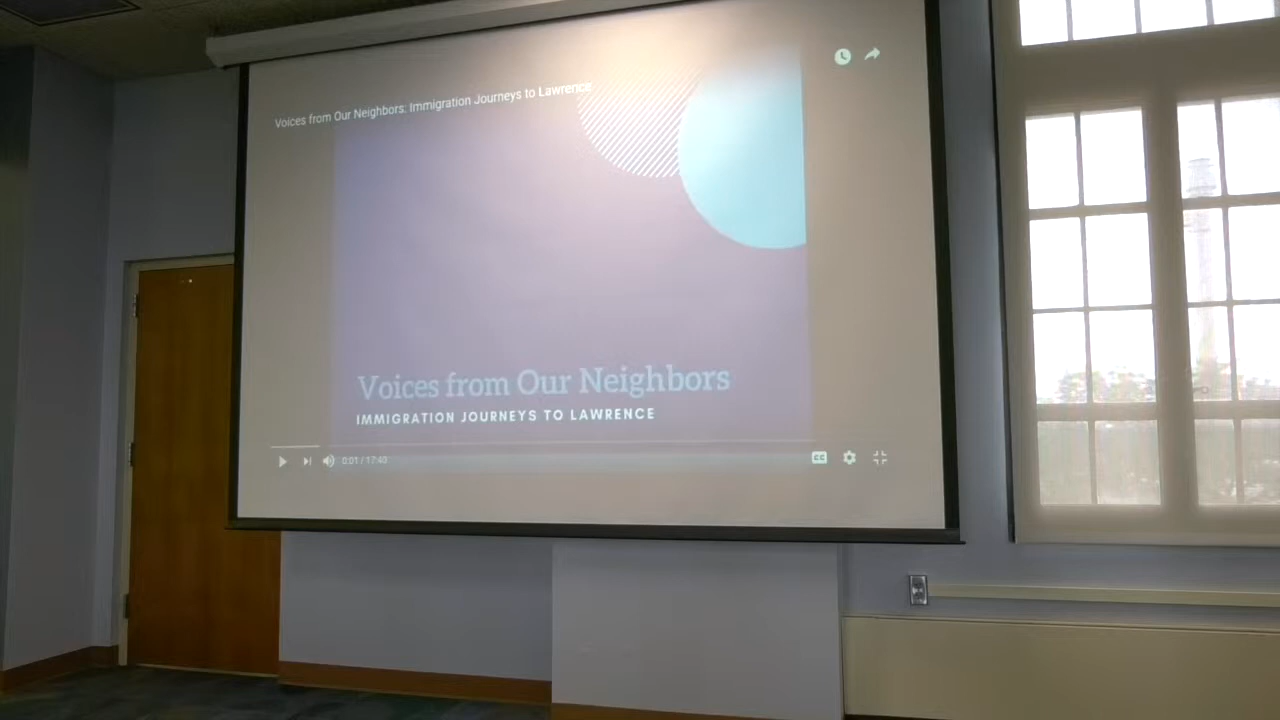 Voices from Our Neighbors: Immigration Journeys to Lawrence
Voices from Our Neighbors
IMMIGRATION JOURNEYS TO LAWRENCE
0:01 / 17:40
CC